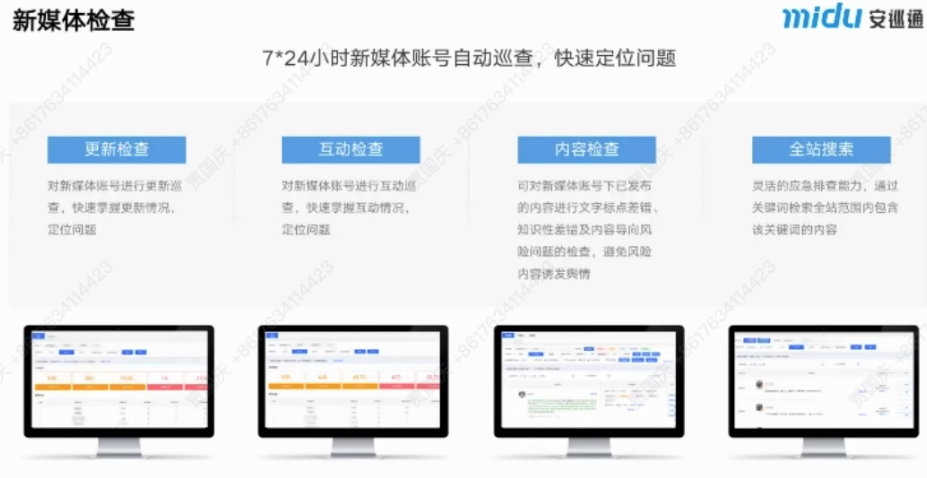 新媒体检查
midu 安巡通
7*24小时新媒体账号自动巡查，快速定位问题
更新检查
对新媒体账号进行更新巡
查，快速掌握更新情况，
定位问题
互动检查
对新媒体账号进行互动巡
查，快速掌握互动情况，
定位问题
内容检查
可对新媒体账号下已发布
的内容进行文字标点差错、
知识性差错及内容导向风
险问题的检查，避免风险
内容诱发舆情
全站搜索
灵活的应急排查能力，通过
关键词检索全站范围内包含
该关键词的内容
贾国庆 +8617634114423